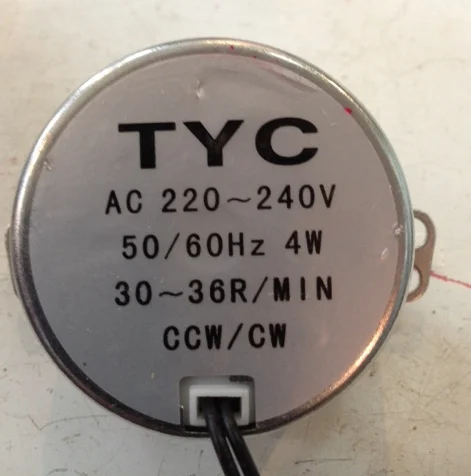 TYC
AC 220~240V
50/60Hz 4W
30~36R/MIN
CCW/CW